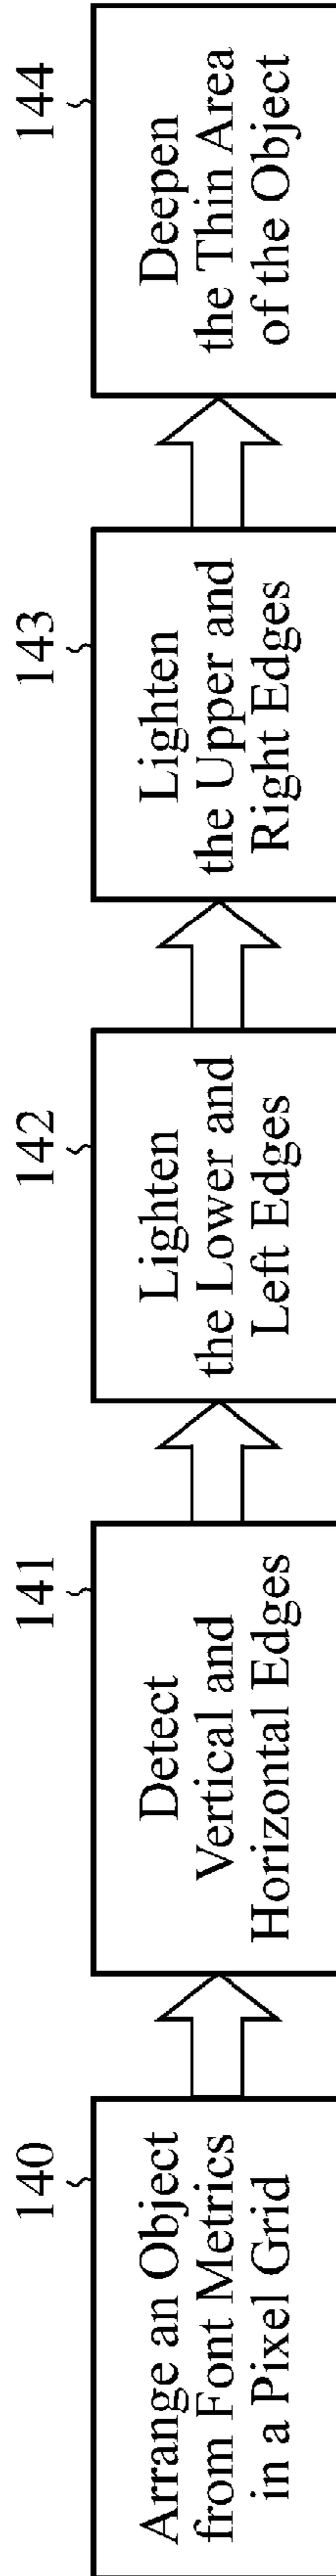 140
Arrange an Object
from Font Metrics
in a Pixel Grid
141
Detect
Vertical and
Horizontal Edges
142
Lighten
the Lower and
Left Edges
143
Lighten
the Upper and
Right Edges
144
Deepen
the Thin Area
of the Object